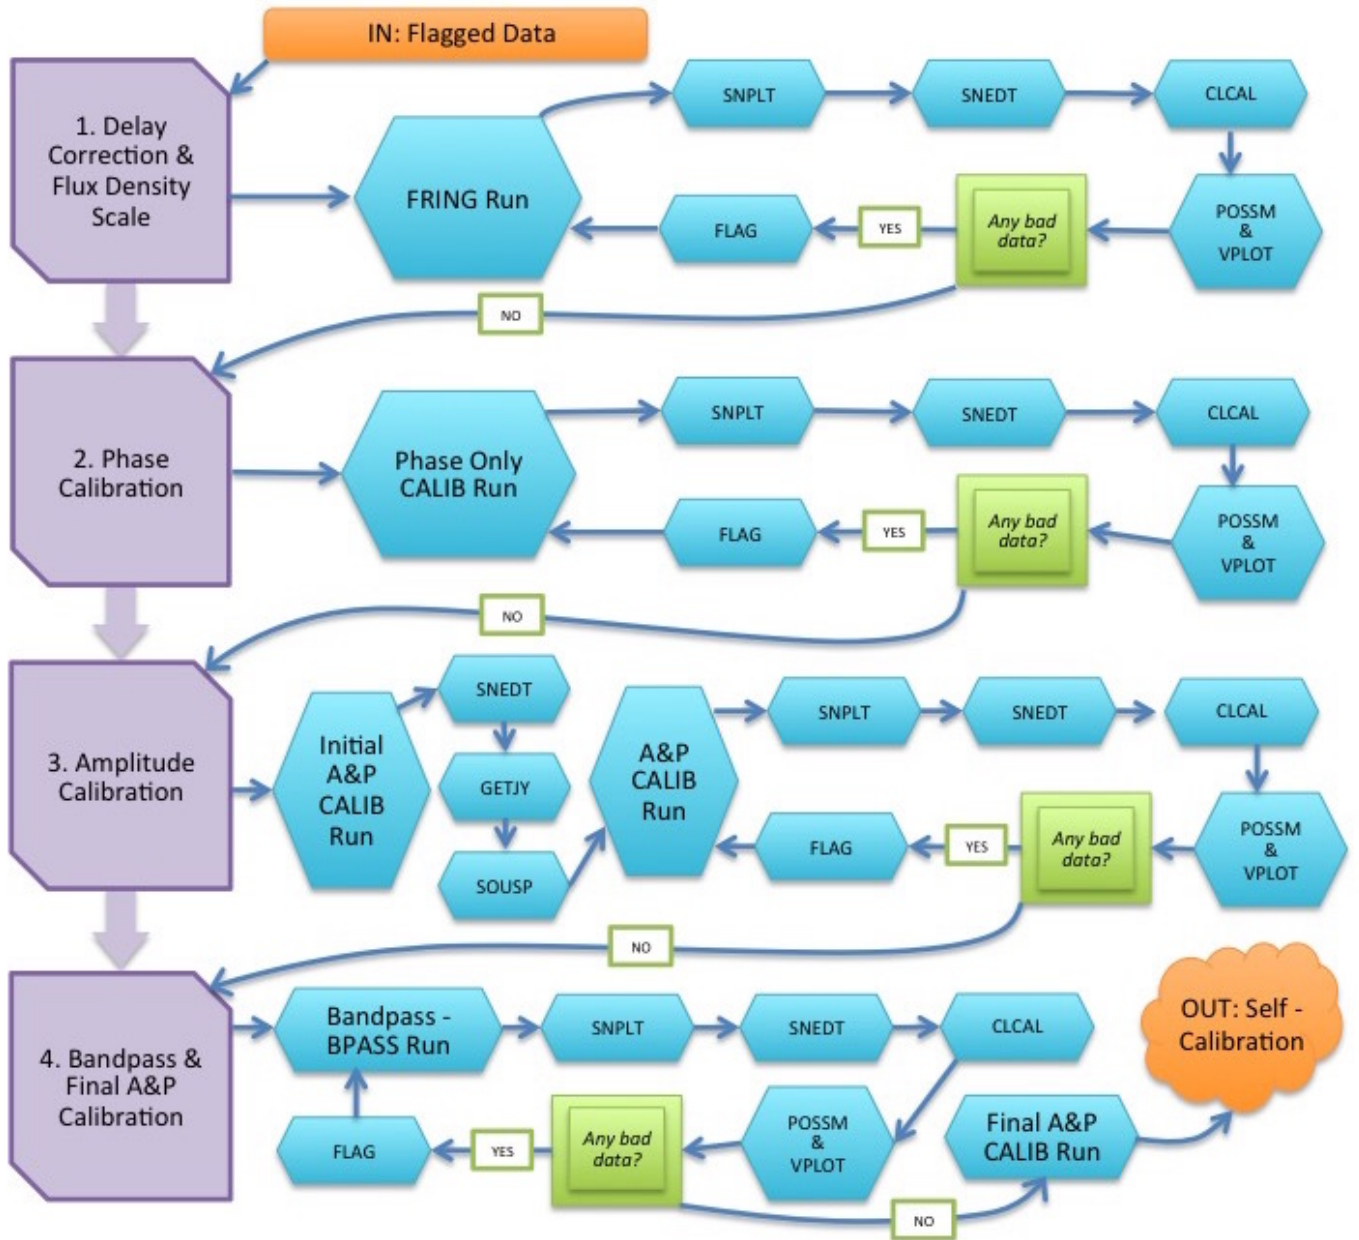 IN: Flagged Data
1. Delay
Correction &
Flux Density
Scale
FRING Run
SNPLT
SNEDT
CLCAL
POSSM
&
VPLOT
Any bad
data?
YES
FLAG
NO
2. Phase
Calibration
Phase Only
CALIB Run
SNPLT
SNEDT
CLCAL
POSSM
&
VPLOT
Any bad
data?
YES
FLAG
NO
3. Amplitude
Calibration
Initial
A&P
CALIB
Run
SNEDT
GETJY
SOUSP
A&P
CALIB
Run
SNPLT
SNEDT
CLCAL
POSSM
&
VPLOT
Any bad
data?
YES
FLAG
NO
4. Bandpass &
Final A&P
Calibration
Bandpass -
BPASS Run
SNPLT
SNEDT
CLCAL
POSSM
&
VPLOT
Any bad
data?
YES
FLAG
NO
Final A&P
CALIB Run
OUT: Self -
Calibration